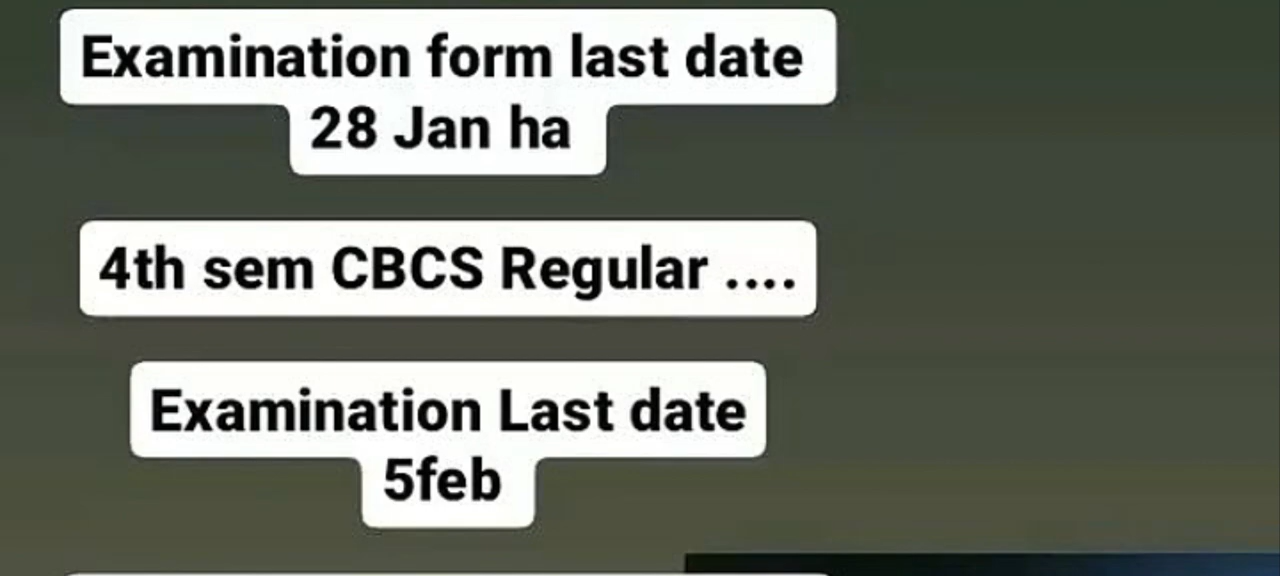 Examination form last date
28 Jan ha
4th sem CBCS Regular ....
Examination Last date
5feb